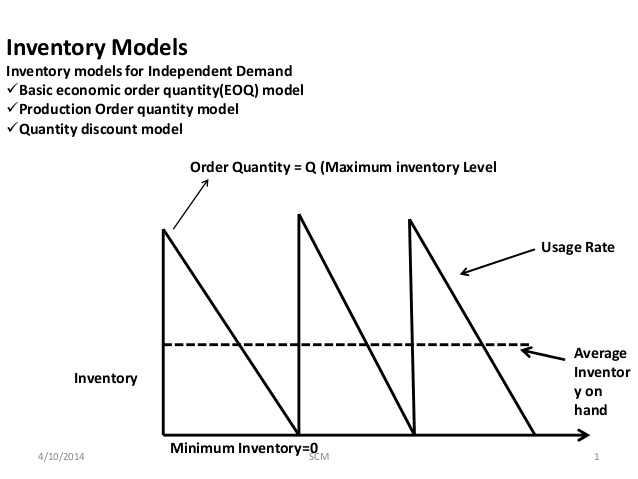 Inventory Models
Inventory models for Independent Demand
✓Basic economic order quantity(EOQ) model
✓Production Order quantity model
✓Quantity discount model
Order Quantity = Q (Maximum inventory Level
Usage Rate
Average
Inventor
y on
hand
Inventory
Minimum Inventory=0
4/10/2014
SCM
1